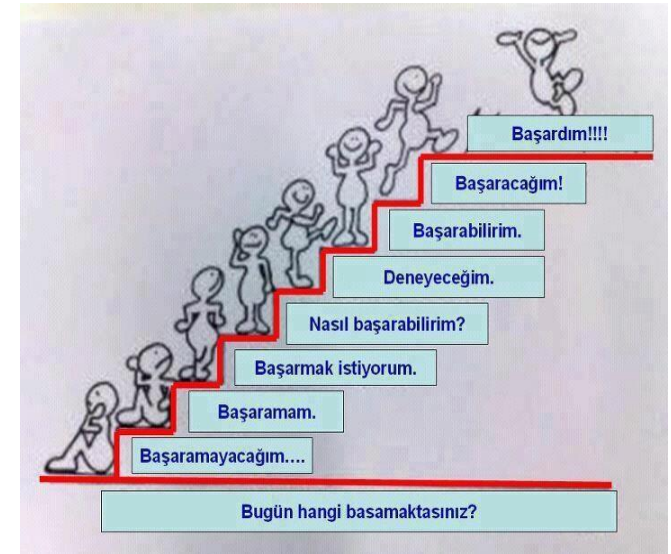 Başardım!!!!
Başaracağım!
Başarabilirim.
Deneyeceğim.
Nasıl başarabilirim?
Başarmak istiyorum.
Başaramam.
Başaramayacağım....
Bugün hangi basamaktasınız?